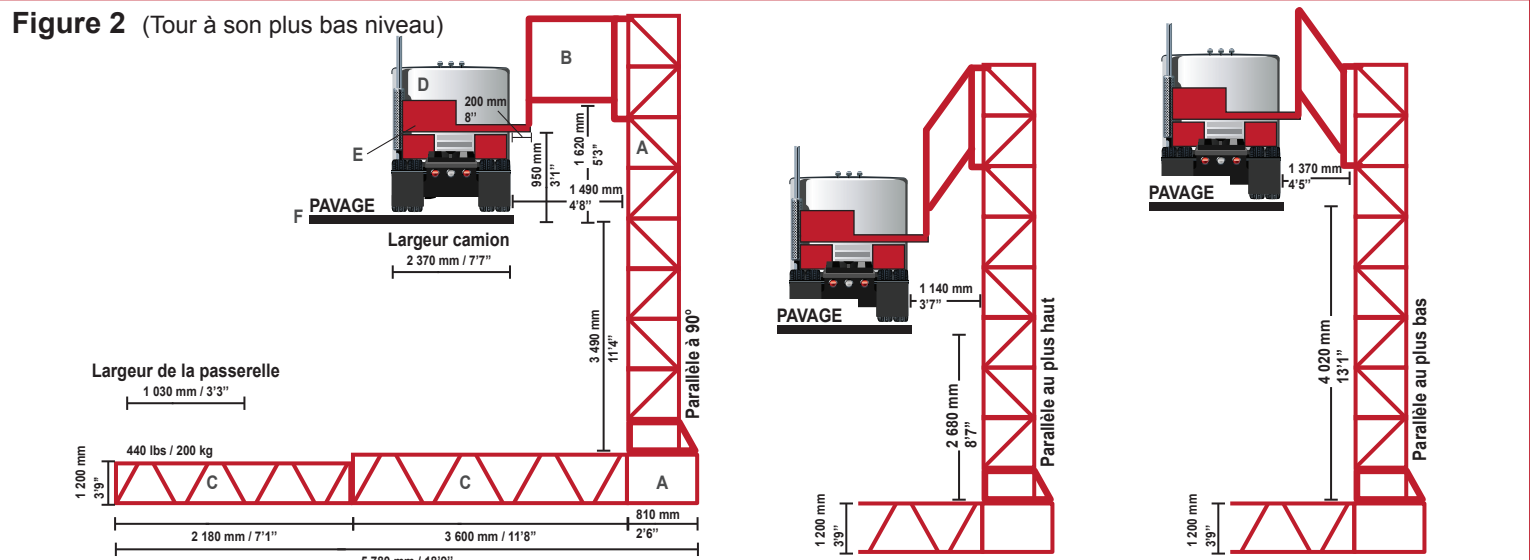 Figure 2 (Tour à son plus bas niveau)
D
B
200 mm
8’’
E
A
950 mm
3’1’’
1 620 mm
5’3’’
1 490 mm
4’8’’
F PAVAGE
Largeur camion
2 370 mm / 7’7’’
3 490 mm
11’4’’
Parallèle à 90°
Largeur de la passerelle
1 030 mm / 3’3’’
440 lbs / 200 kg
1 200 mm
3’9’’
C
C
A
810 mm
2’6’’
2 180 mm / 7’1’’
3 600 mm / 11’8’’
PAVAGE
1 140 mm
3’7’’
2 680 mm
8’7’’
Parallèle au plus haut
1 200 mm
3’9’’
PAVAGE
1 370 mm
4’5’’
4 020 mm
13’1’’
Parallèle au plus bas
1 200 mm
3’9’’